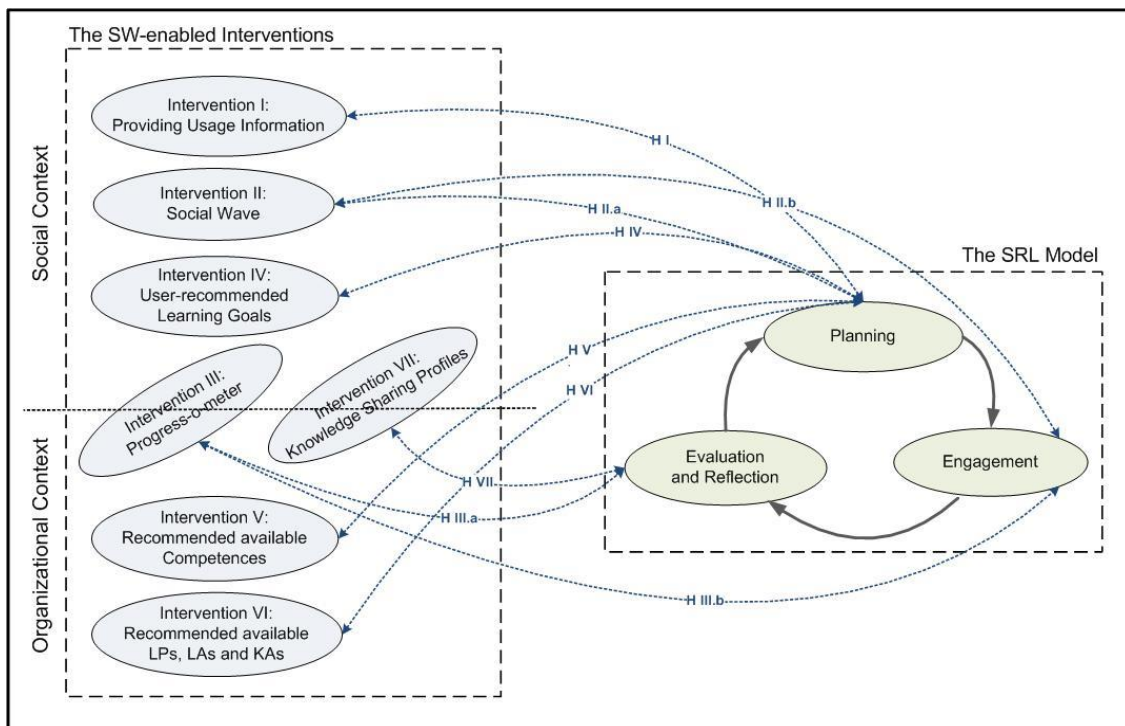 The SW-enabled Interventions
Social Context
Intervention I:
Providing Usage Information
Intervention II:
Social Wave
Intervention IV:
User-recommended
Learning Goals
Intervention III:
Progress-o-meter
Intervention VII:
Knowledge Sharing Profiles
Organizational Context
Intervention V:
Recommended available
Competences
Intervention VI:
Recommended available
LPs, LAs and KAs
H I
H II.b
H II.a
H IV
H V
H VI
H VII
H III.a
H III.b
The SRL Model
Planning
Evaluation
and Reflection
Engagement